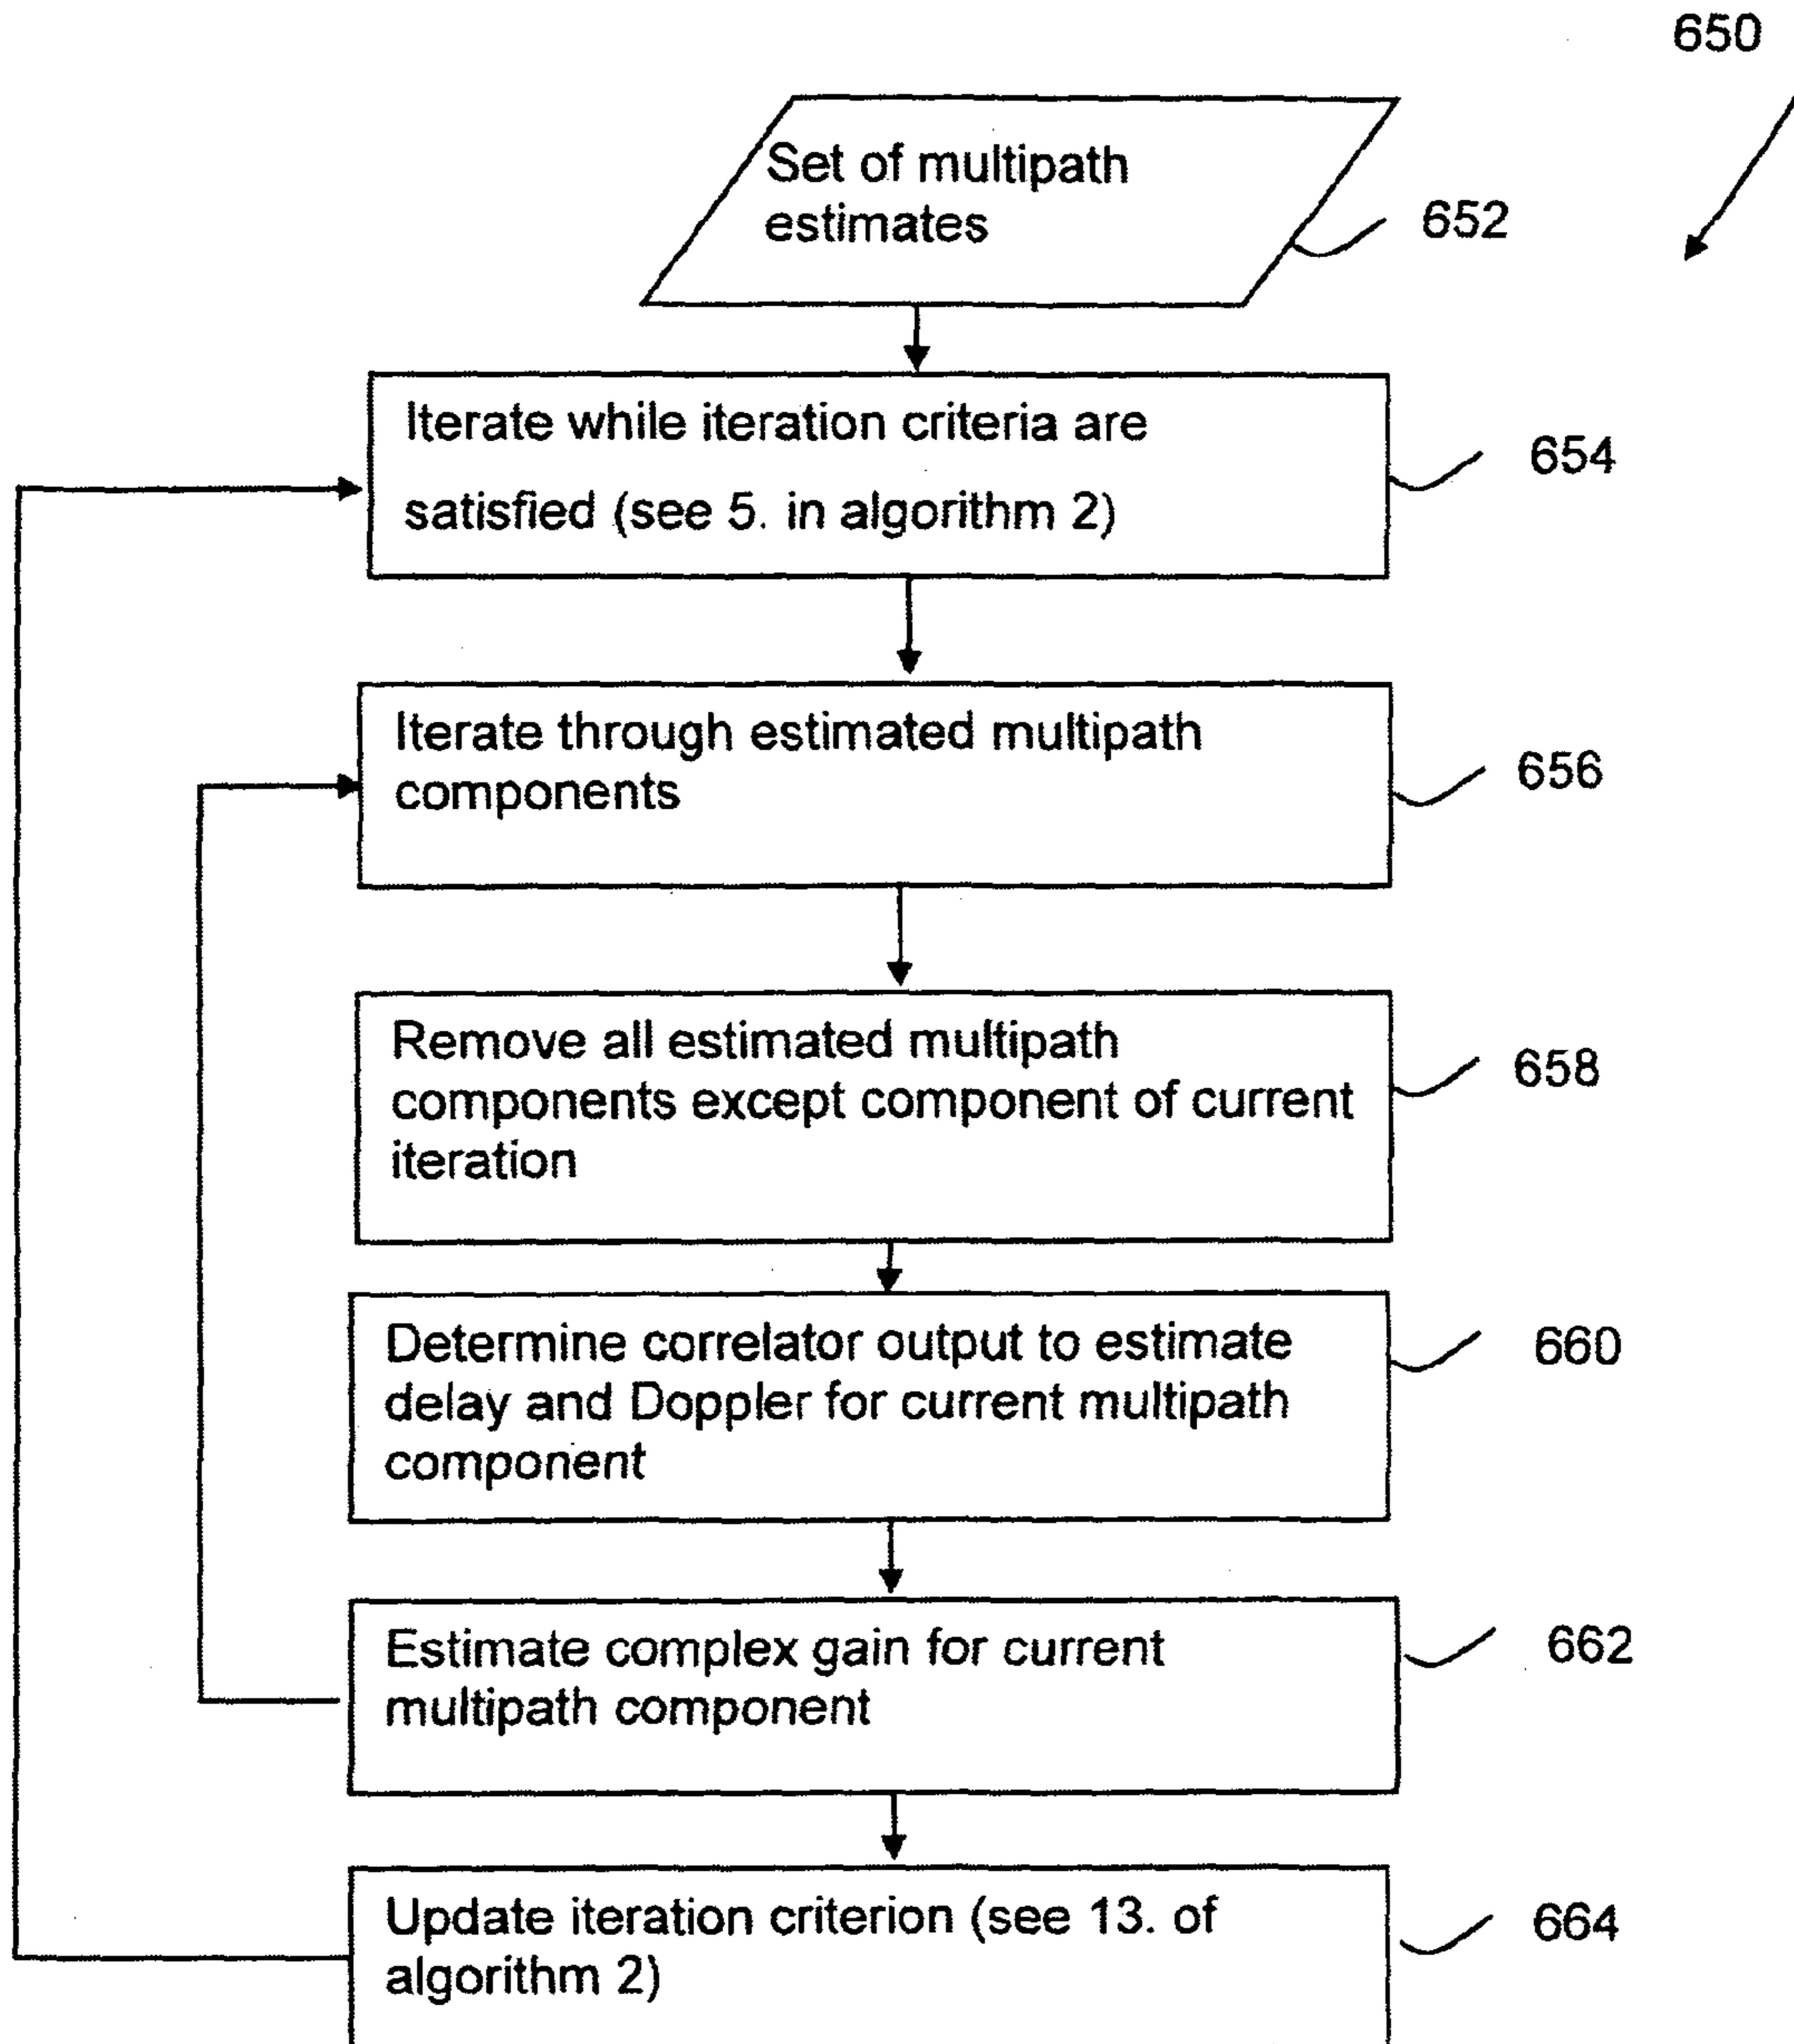 650
Set of multipath
estimates
652
Iterate while iteration criteria are
satisfied (see 5. in algorithm 2)
654
Iterate through estimated multipath
components
656
Remove all estimated multipath
components except component of current
iteration
658
Determine correlator output to estimate
delay and Doppler for current multipath
component
660
Estimate complex gain for current
multipath component
662
Update iteration criterion (see 13. of
algorithm 2)
664